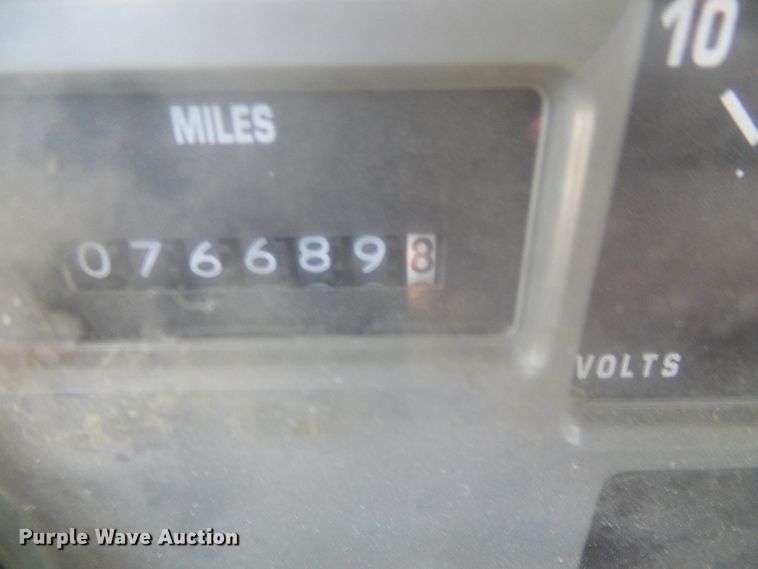 10
MILES
0766898
VOLTS
Purple Wave Auction